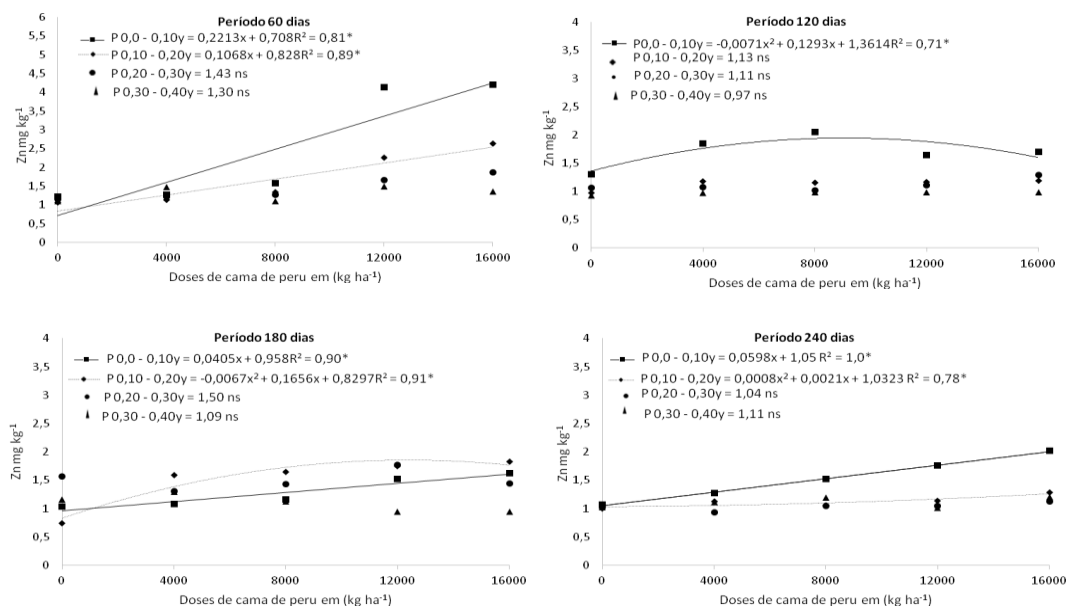 Período 60 dias
P 0,0 - 0,10y = 0,2213x + 0,708R² = 0,81*
P 0,10 - 0,20y = 0,1068x + 0,828R² = 0,89*
P 0,20 - 0,30y = 1,43 ns
P 0,30 - 0,40y = 1,30 ns
Zn mg kg⁻¹
6
5,5
5
4,5
4
3,5
3
2,5
2
1,5
1
0,5
0
0 4000 8000 12000 16000
Doses de cama de peru em (kg ha⁻¹)
Período 120 dias
P0,0 - 0,10y = -0,0071x² + 0,1293x + 1,3614R² = 0,71*
P 0,10 - 0,20y = 1,13 ns
P 0,20 - 0,30y = 1,11 ns
P 0,30 - 0,40y = 0,97 ns
Zn mg kg⁻¹
4
3,5
3
2,5
2
1,5
1
0,5
0
0 4000 8000 12000 16000
Doses de cama de peru em (kg ha⁻¹)
Período 180 dias
P 0,0 - 0,10y = 0,0405x + 0,958R² = 0,90*
P 0,10 - 0,20y = -0,0067x² + 0,1656x + 0,8297R² = 0,91*
P 0,20 - 0,30y = 1,50 ns
P 0,30 - 0,40y = 1,09 ns
Zn mg kg⁻¹
4
3,5
3
2,5
2
1,5
1
0,5
0
0 4000 8000 12000 16000
Doses de cama de peru em (kg ha⁻¹)
Período 240 dias
P 0,0 - 0,10y = 0,0598x + 1,05 R² = 1,0*
P 0,10 - 0,20y = 0,0008x² + 0,0021x + 1,0323 R² = 0,78*
P 0,20 - 0,30y = 1,04 ns
P 0,30 - 0,40y = 1,11 ns
Zn mg kg⁻¹
4
3,5
3
2,5
2
1,5
1
0,5
0
0 4000 8000 12000 16000
Doses de cama de peru em (kg ha⁻¹)